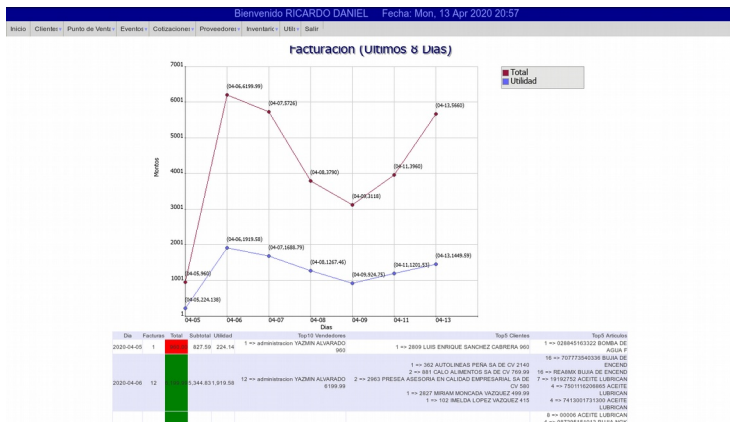 Bienvenido RICARDO DANIEL Fecha: Mon, 13 Apr 2020 20:57
Inicio Clientes Punto de Venta Eventos Cotizaciones Proveedores Inventario Utils Salir
Facturacion (Ultimos 8 Dias)
Total
Utilidad
7001
6001
5001
4001
3001
2001
1001
1
Montos
(04-05,960)
(04-06,6199.99)
(04-07,5726)
(04-08,3790)
(04-09,3118)
(04-11,3960)
(04-13,5660)
(04-05,224.138)
(04-06,1919.58)
(04-07,1688.79)
(04-08,1267.46)
(04-09,924.75)
(04-11,1201.53)
(04-13,1449.59)
04-05 04-06 04-07 04-08 04-09 04-11 04-13
Dias
Dia Facturas Total Subtotal Utilidad Top10 Vendedores Top5 Clientes Top5 Articulos
2020-04-05 1 827.59 224.14 1 => administracion YAZMIN ALVARADO 960 1 => 2809 LUIS ENRIQUE SANCHEZ CABRERA 960 1 => 028845163322 BOMBA DE AGUA F
2020-04-06 12 5,344.83 1,919.58 12 => administracion YAZMIN ALVARADO 6199.99
1 => 362 AUTOLINEAS PEÑA SA DE CV 2140
2 => 681 CALO ALIMENTOS SA DE CV 799.99
2 => 2963 PRESEA ASESORIA EN CALIDAD EMPRESARIAL SA DE CV 580
1 => 2827 MIRIAM MONCADA VAZQUEZ 499.99
1 => 102 IMELDA LOPEZ VAZQUEZ 415
16 => 707773540336 BUJIA DE ENCEND
16 => REA8MX BUJIA DE ENCEND
7 => 19192752 ACEITE LUBRICAN
4 => 7501116206665 ACEITE LUBRICAN
4 => 7413001731300 ACEITE LUBRICAN
8 => 00006 ACEITE LUBRICAN